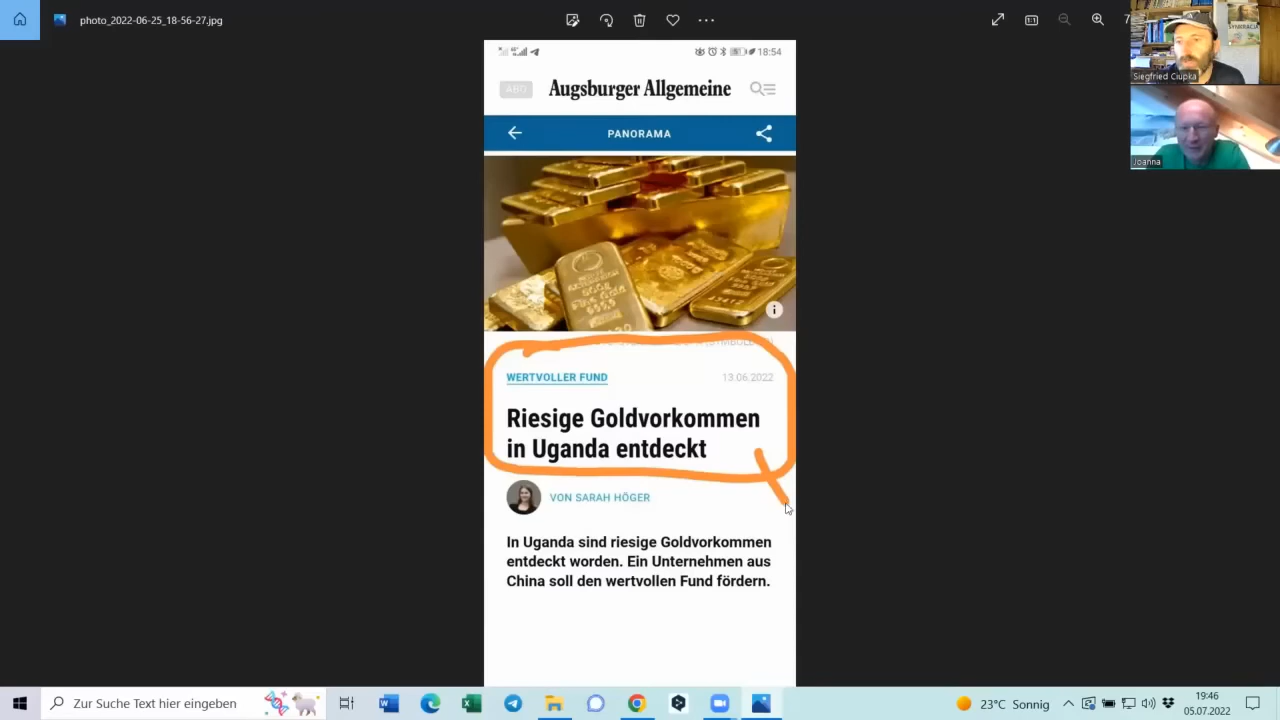 photo_2022-06-25_18-56-27.jpg
18:54
ABO
Augsburger Allgemeine
PANORAMA
WERTVOLLER FUND
13.06.2022
Riesige Goldvorkommen
in Uganda entdeckt
VON SARAH HÖGER
In Uganda sind riesige Goldvorkommen
entdeckt worden. Ein Unternehmen aus
China soll den wertvollen Fund fördern.
Siegfried Ciupka
Joanna
Zur Suche Text hier eingeben
23°C Sonnig
19:46
05.07.2022